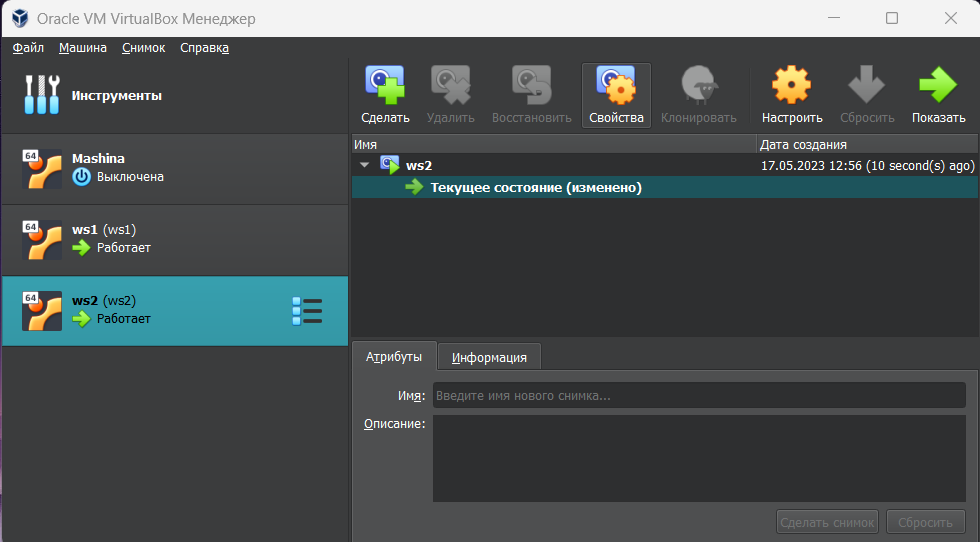 Oracle VM VirtualBox Менеджер
Файл Машина Снимок Справка
Инструменты
64 Mashina
Выключена
64 ws1 (ws1)
Работает
64 ws2 (ws2)
Работает
Сделать Удалить Восстановить Свойства Клонировать Настроить Сбросить Показать
Имя Дата создания
ws2 17.05.2023 12:56 (10 second(s) ago)
Текущее состояние (изменено)
Атрибуты Информация
Имя: Введите имя нового снимка...
Описание:
Сделать снимок Сбросить